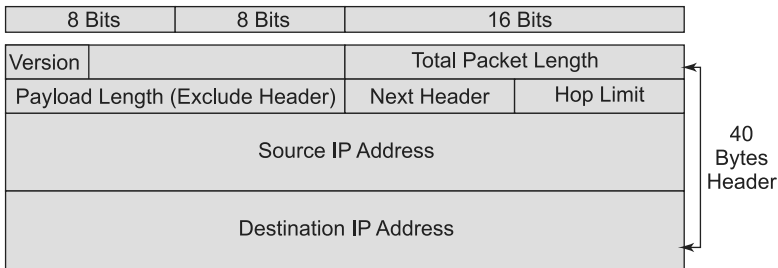 8 Bits 8 Bits 16 Bits
Version Total Packet Length
Payload Length (Exclude Header) Next Header Hop Limit
Source IP Address
40
Bytes
Header
Destination IP Address